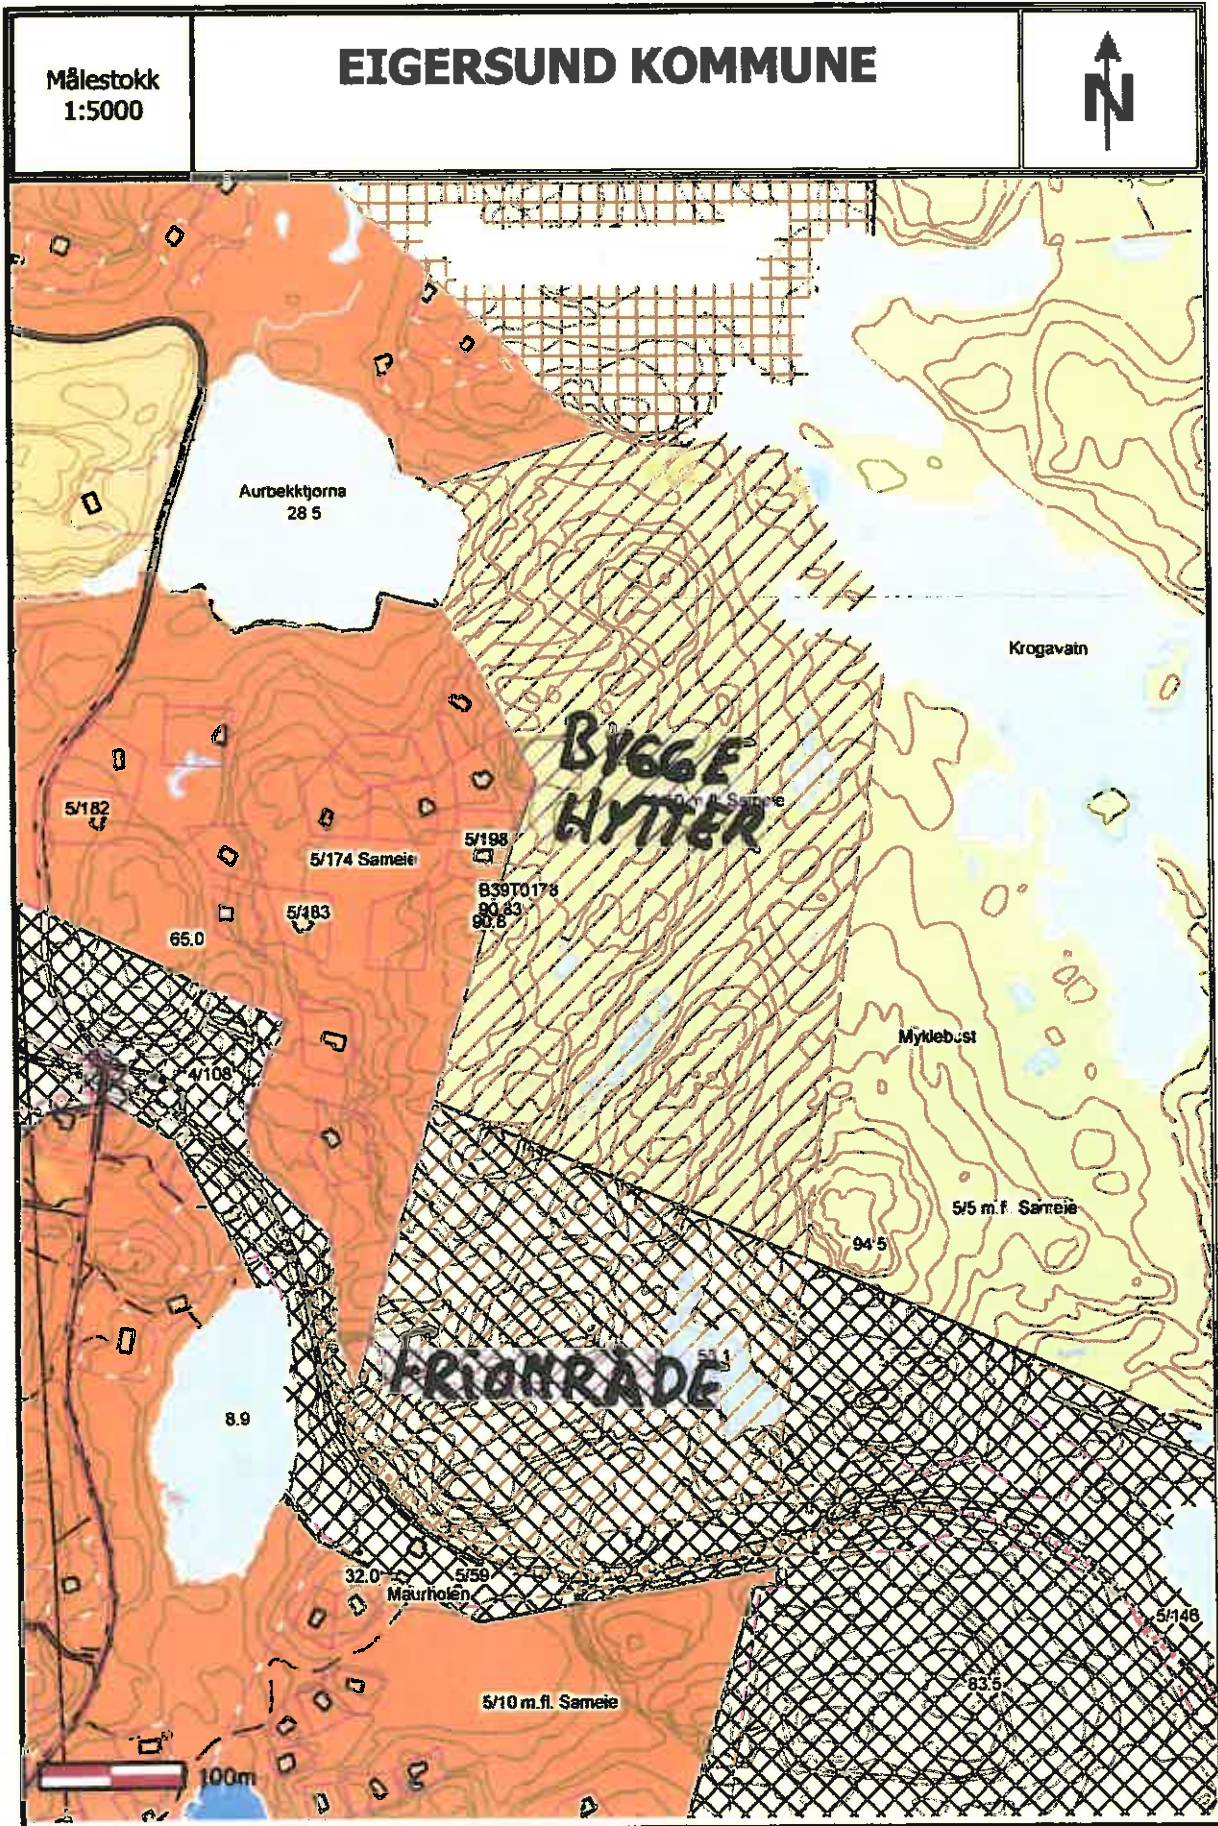 Målestokk
1:5000
EIGERSUND KOMMUNE
N
Aurbekktjørna
28 5
Krogavatn
BYGGE
HYTTER
Sameie
5/182
5/174 Sameie
5/198
B39T0178
90.83
90.8
5/183
65.0
Myklebust
4/108
5/5 m.f. Sameie
94 5
FRIOMRÅDE
8.9
32.0
5/59
Maurholen
5/146
83.5
5/10 m.fl. Sameie
100m